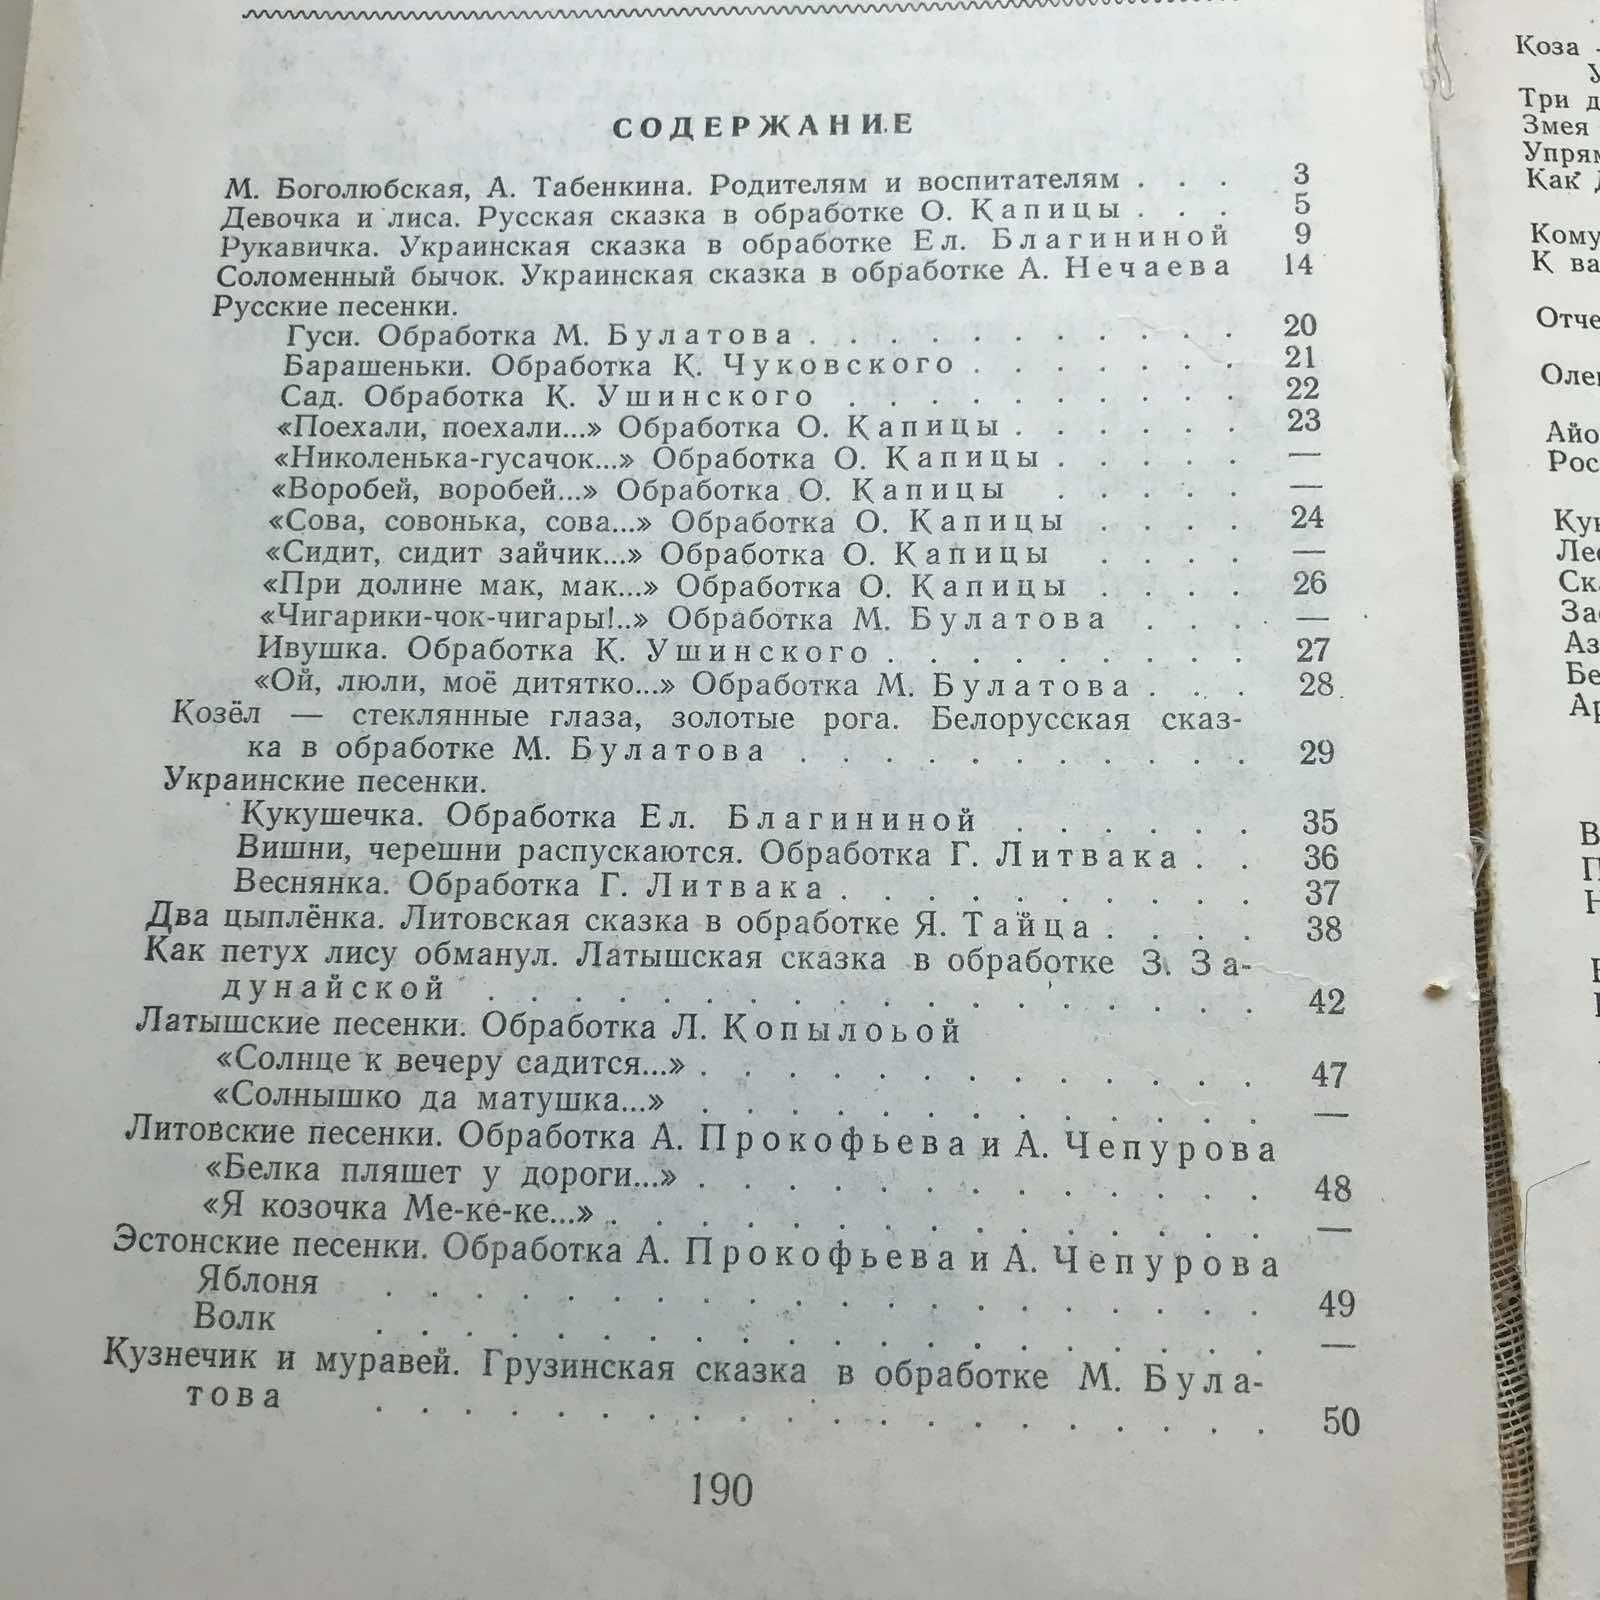 СОДЕРЖАНИЕ
М. Боголюбская, А. Табенкина. Родителям и воспитателям . . . 3
Девочка и лиса. Русская сказка в обработке О. Капицы . . . 5
Рукавичка. Украинская сказка в обработке Ел. Благининой 9
Соломенный бычок. Украинская сказка в обработке А. Нечаева 14
Русские песенки.
Гуси. Обработка М. Булатова . . . . . . . . . . 20
Барашеньки. Обработка К. Чуковского . . . . . . . 21
Сад. Обработка К. Ушинского . . . . . . . . . . 22
«Поехали, поехали...» Обработка О. Капицы . . . . . . 23
«Николенька-гусачок...» Обработка О. Капицы . . . . . —
«Воробей, воробей...» Обработка О. Капицы . . . . . —
«Сова, совонька, сова...» Обработка О. Капицы . . . . 24
«Сидит, сидит зайчик...» Обработка О. Капицы . . . . —
«При долине мак, мак...» Обработка О. Капицы . . . . 26
«Чигарики-чок-чигары!..» Обработка М. Булатова . . . —
Ивушка. Обработка К. Ушинского . . . . . . . . . 27
«Ой, люли, моё дитятко...» Обработка М. Булатова . . . 28
Козёл — стеклянные глаза, золотые рога. Белорусская сказ-
ка в обработке М. Булатова . . . . . . . . . . . 29
Украинские песенки.
Кукушечка. Обработка Ел. Благининой . . . . . . 35
Вишни, черешни распускаются. Обработка Г. Литвака . . 36
Веснянка. Обработка Г. Литвака . . . . . . . . . . 37
Два цыплёнка. Литовская сказка в обработке Я. Тайца . . . . 38
Как петух лису обманул. Латышская сказка в обработке З. За-
дунайской . . . . . . . . . . . . . . . . . . 42
Латышские песенки. Обработка Л. Копыловой
«Солнце к вечеру садится...» . . . . . . . . . . . . . 47
«Солнышко да матушка...» . . . . . . . . . . . . . —
Литовские песенки. Обработка А. Прокофьева и А. Чепурова
«Белка пляшет у дороги...» . . . . . . . . . . . . . 48
«Я козочка Ме-ке-ке...» . . . . . . . . . . . . . . . —
Эстонские песенки. Обработка А. Прокофьева и А. Чепурова
Яблоня . . . . . . . . . . . . . . . . . . . . 49
Волк . . . . . . . . . . . . . . . . . . . . —
Кузнечик и муравей. Грузинская сказка в обработке М. Була-
това . . . . . . . . . . . . . . . . . . . . 50
190
Коза
Три
Змея
Как
Кому
К